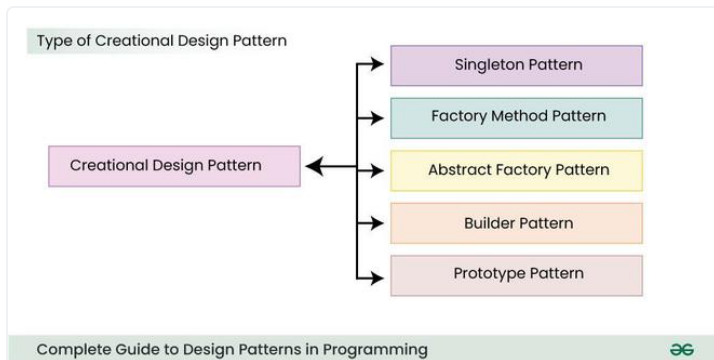 Type of Creational Design Pattern
Singleton Pattern
Factory Method Pattern
Creational Design Pattern
Abstract Factory Pattern
Builder Pattern
Prototype Pattern
Complete Guide to Design Patterns in Programming